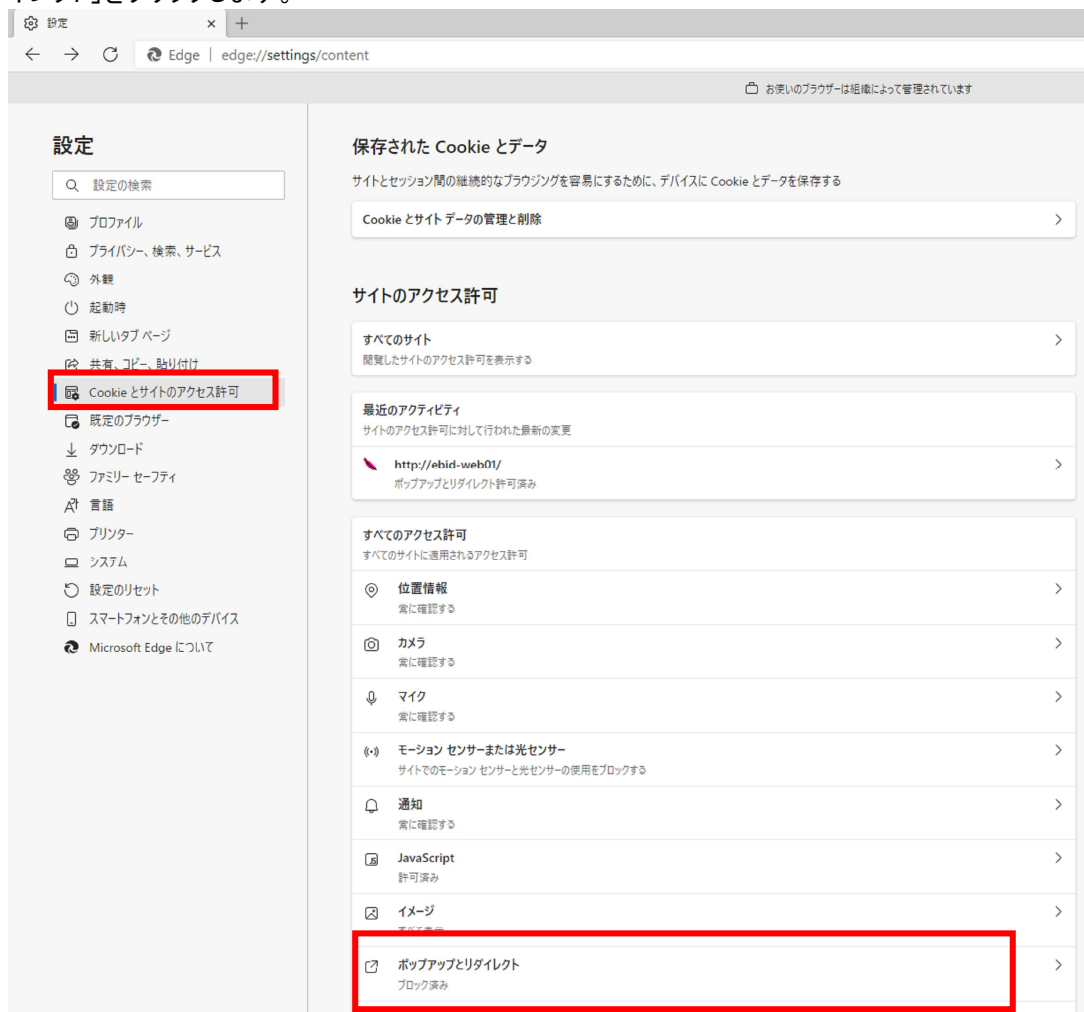 設定
Edge | edge://settings/content
お使いのブラウザーは組織によって管理されています
設定
設定の検索
プロファイル
プライバシー、検索、サービス
外観
起動時
新しいタブ ページ
共有、コピー、貼り付け
Cookie とサイトのアクセス許可
既定のブラウザー
ダウンロード
ファミリー セーフティ
言語
プリンター
システム
設定のリセット
スマートフォンとその他のデバイス
Microsoft Edge について
保存された Cookie とデータ
サイトとセッション間の継続的なブラウジングを容易にするために、デバイスに Cookie とデータを保存する
Cookie とサイト データの管理と削除
サイトのアクセス許可
すべてのサイト
閲覧したサイトのアクセス許可を表示する
最近のアクティビティ
サイトのアクセス許可に対して行われた最新の変更
http://ebid-web01/
ポップアップとリダイレクト許可済み
すべてのアクセス許可
すべてのサイトに適用されるアクセス許可
位置情報
常に確認する
カメラ
常に確認する
マイク
常に確認する
モーション センサーまたは光センサー
サイトでのモーション センサーと光センサーの使用をブロックする
通知
常に確認する
JavaScript
許可済み
イメージ
すべて表示
ポップアップとリダイレクト
ブロック済み